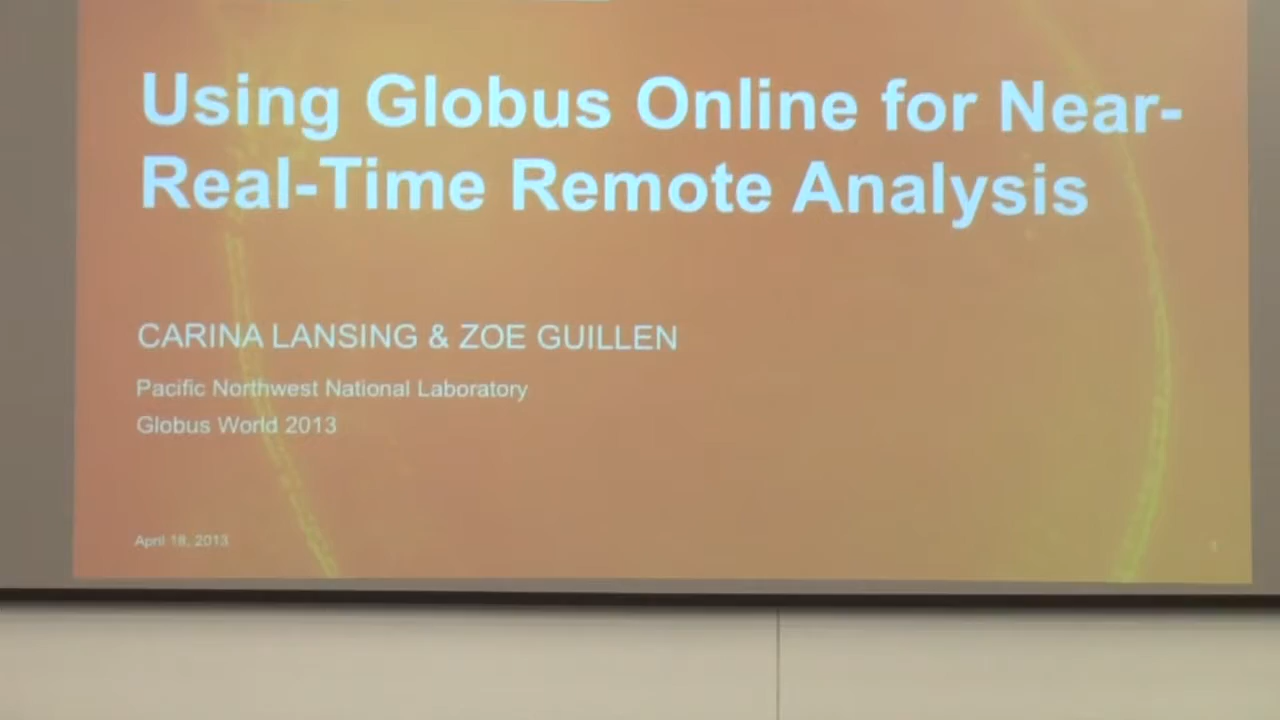 Using Globus Online for Near-
Real-Time Remote Analysis
CARINA LANSING & ZOE GUILLEN
Pacific Northwest National Laboratory
Globus World 2013
April 18, 2013